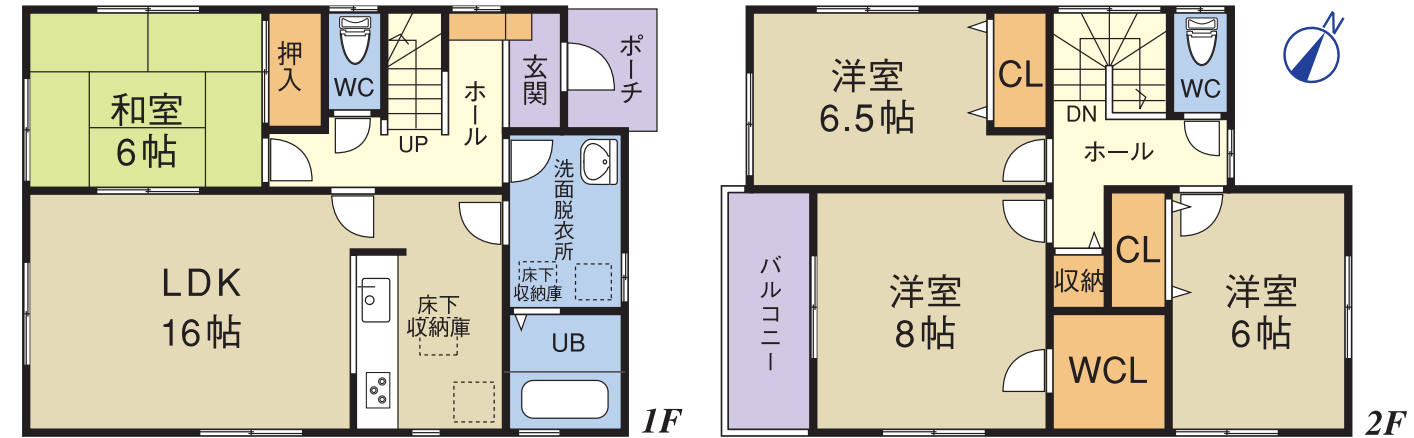 和室
6帖
押入
WC
UP
ホール
玄関
ポーチ
洗面脱衣所
床下
収納庫
LDK
16帖
床下
収納庫
UB
1F
洋室
6.5帖
CL
DN
WC
ホール
N
バルコニー
洋室
8帖
収納
CL
WCL
洋室
6帖
2F